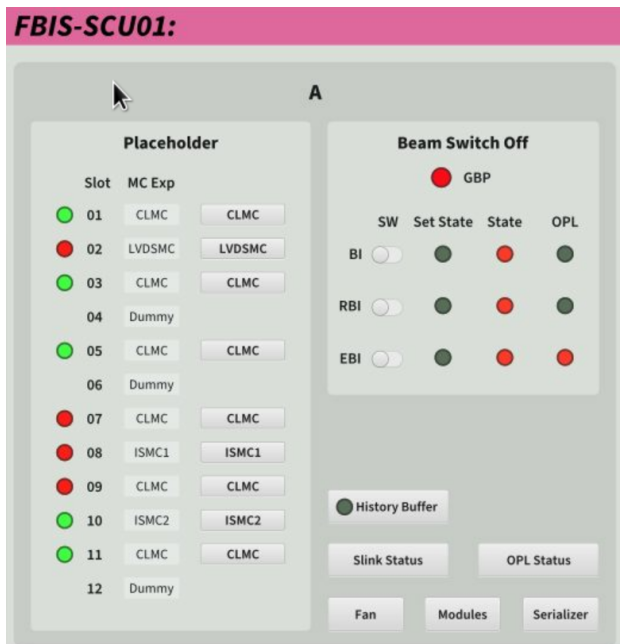 FBIS-SCU01:
A
Placeholder
Slot MC Exp
01 CLMC CLMC
02 LVDSMC LVDSMC
03 CLMC CLMC
04 Dummy
05 CLMC CLMC
06 Dummy
07 CLMC CLMC
08 ISMC1 ISMC1
09 CLMC CLMC
10 ISMC2 ISMC2
11 CLMC CLMC
12 Dummy
Beam Switch Off
GBP
SW Set State State OPL
BI
RBI
EBI
History Buffer
Slink Status OPL Status
Fan Modules Serializer